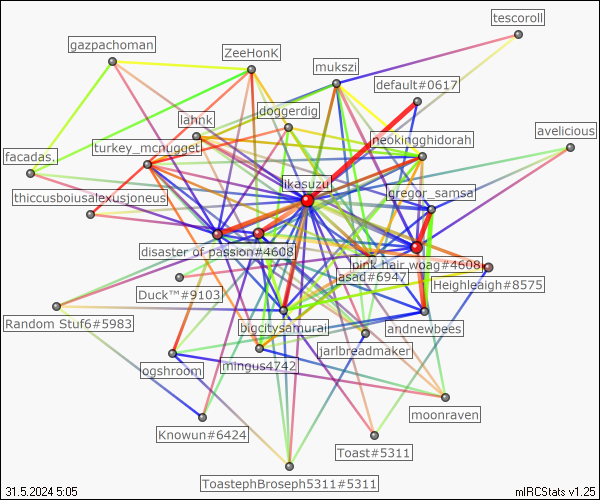 tescoroll
gazpachoman
ZeeHonK
mukszi
default#0617
lahnk
doggerdig
avelicious
neokingghidorah
turkey_mcnugget
facadas.
likasuzu
gregor_samsa
thiccusboiusalexusjoneus
disaster of passion#4608
pink hair woag#4608
asad#6947
Heighleaigh#8575
Duck™#9103
Random Stuf6#5983
bigcitysamurai
andnewbees
jarlbreadmaker
mingus4742
ogshroom
moonraven
Knowun#6424
Toast#5311
ToastephBroseph5311#5311
31.5.2024 5:05
mIRCStats v1.25